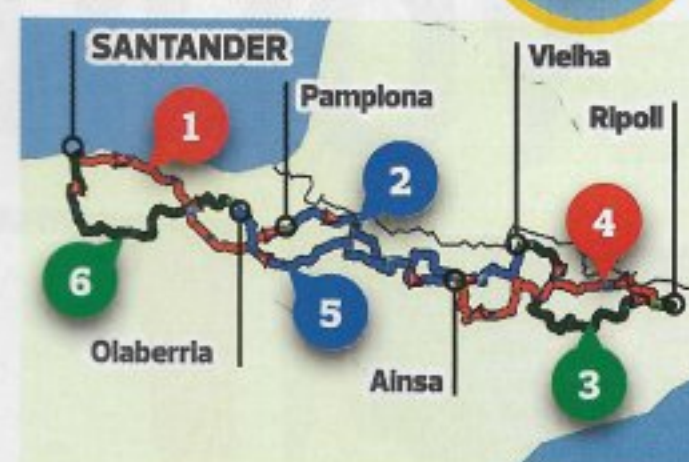 SANTANDER
Vielha
Pamplona
Ripoll
1
2
4
6
5
Olaberria
Ainsa
3